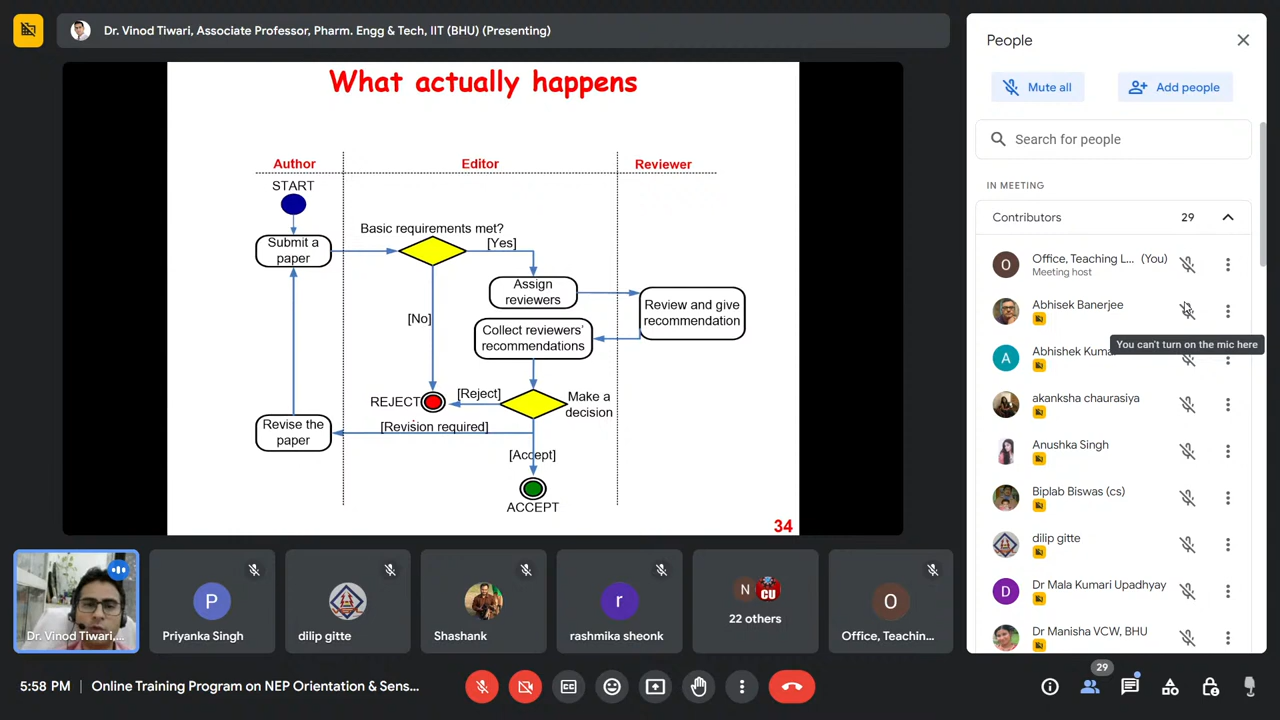 Dr. Vinod Tiwari, Associate Professor, Pharm. Engg & Tech, IIT (BHU) (Presenting)
What actually happens
Author
Editor
Reviewer
START
Submit a
paper
Basic requirements met?
[Yes]
Assign
reviewers
Review and give
recommendation
[No]
Collect reviewers'
recommendations
REJECT
[Reject]
Make a
decision
Revise the
paper
[Revision required]
[Accept]
ACCEPT
34
Dr. Vinod Tiwari,...
P
Priyanka Singh
dilip gitte
Shashank
r
rashmika sheonk
N
CU
22 others
O
Office, Teachin...
5:58 PM | Online Training Program on NEP Orientation & Sens...
29
People
Mute all
Add people
Search for people
IN MEETING
Contributors
29
O
Office, Teaching L... (You)
Meeting host
Abhisek Banerjee
You can't turn on the mic here
A
Abhishek Kuma
akanksha chaurasiya
Anushka Singh
Biplab Biswas (cs)
dilip gitte
D
Dr Mala Kumari Upadhyay
Dr Manisha VCW, BHU